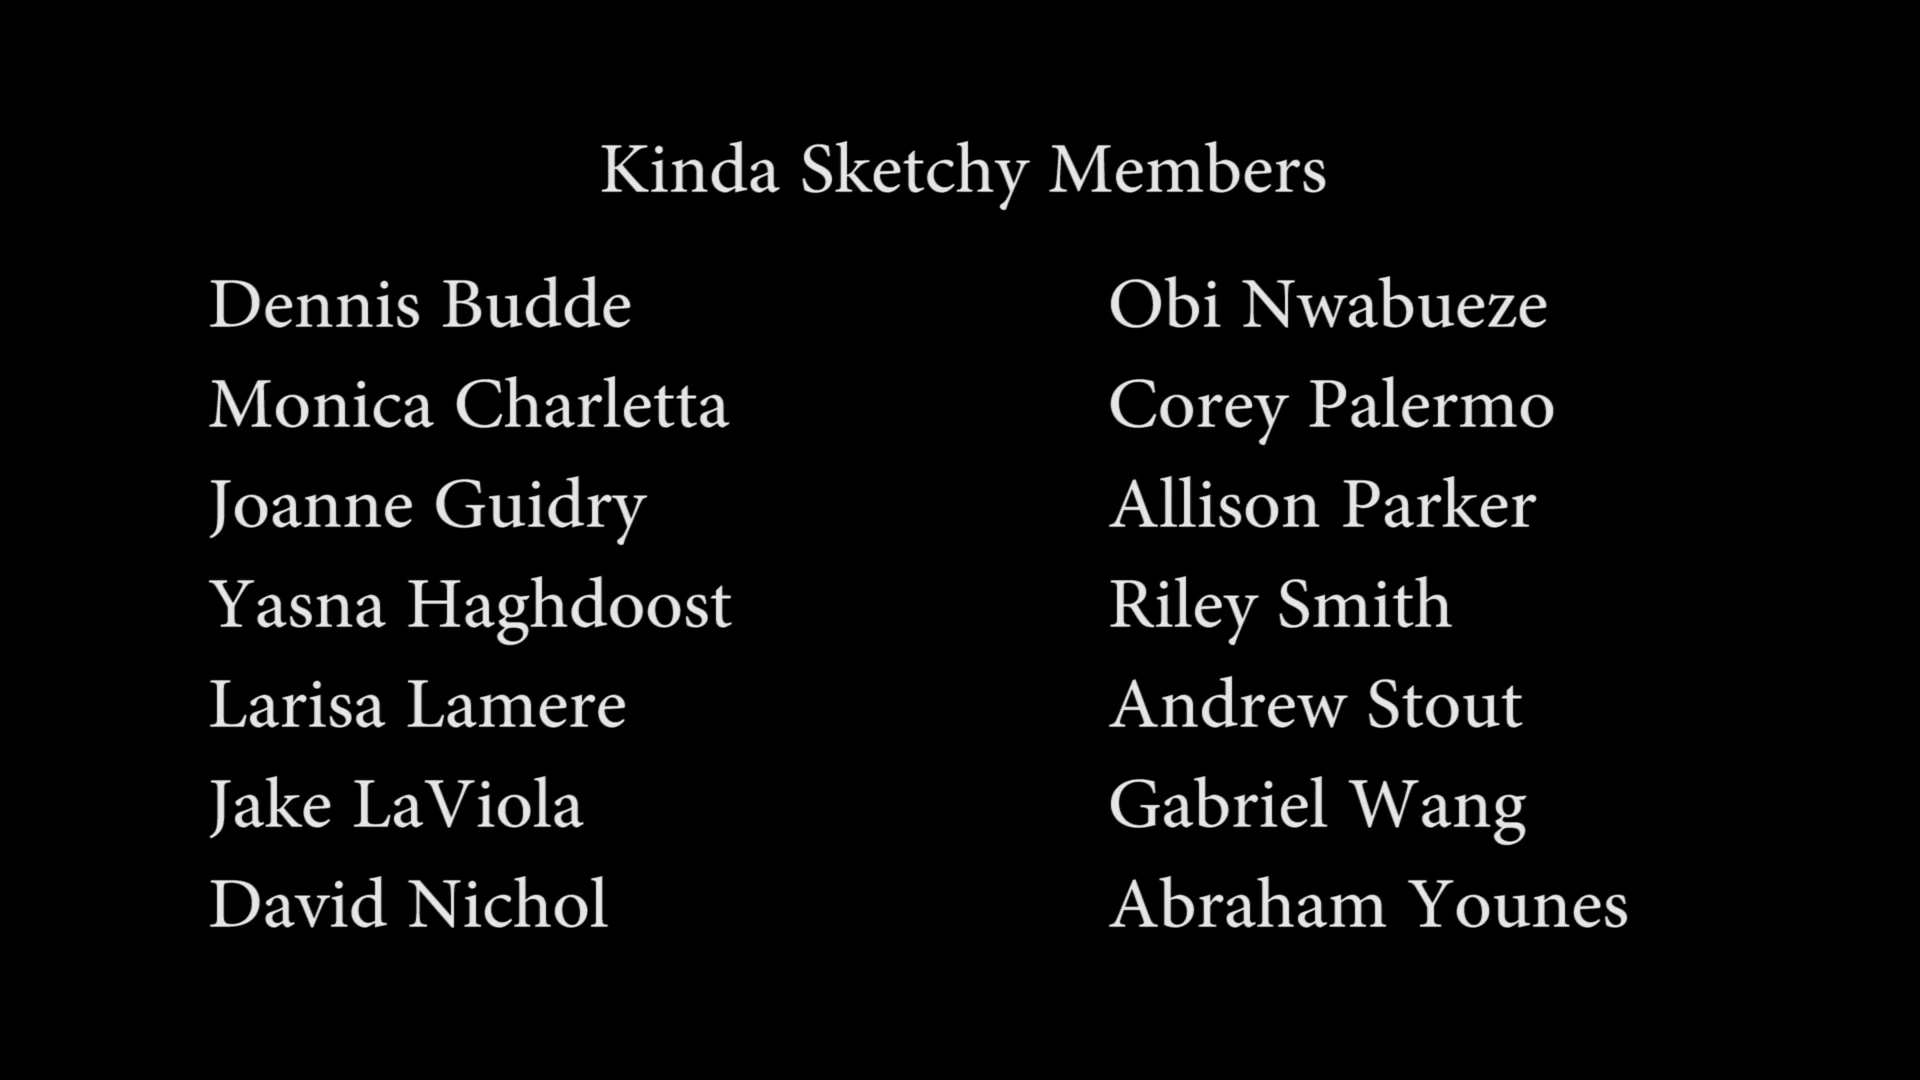 Kinda Sketchy Members
Dennis Budde
Monica Charletta
Joanne Guidry
Yasna Haghdoost
Larisa Lamere
Jake LaViola
David Nichol
Obi Nwabueze
Corey Palermo
Allison Parker
Riley Smith
Andrew Stout
Gabriel Wang
Abraham Younes